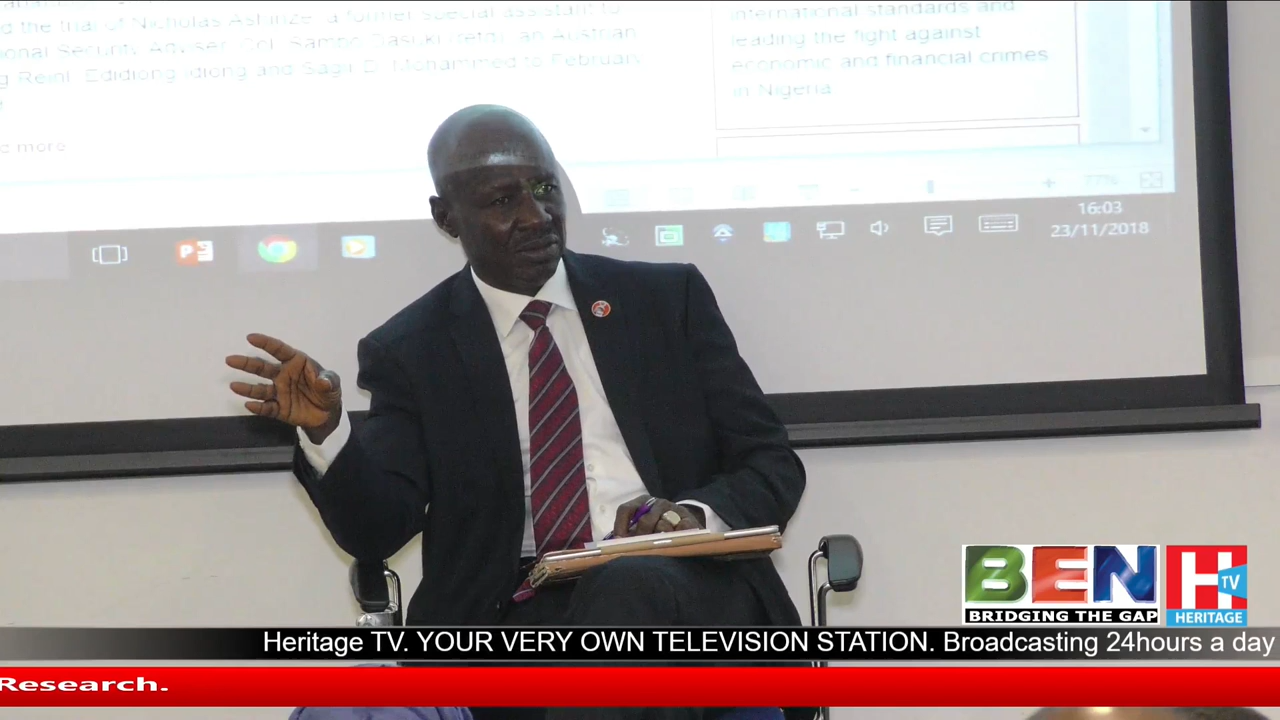 d the trial of Nicholas Ashinze, a former special assistant to
ional Security Adviser, Col. Sambo Dasuki (retd), an Austrian
g Reinl, Edidiong Idiong and Sagir Mohammed to February
more
international standards and
leading the fight against
economic and financial crimes
in Nigeria
77%
16:03
23/11/2018
BEN
BRIDGING THE GAP
H
TV
HERITAGE
Heritage TV. YOUR VERY OWN TELEVISION STATION. Broadcasting 24hours a day
Research.